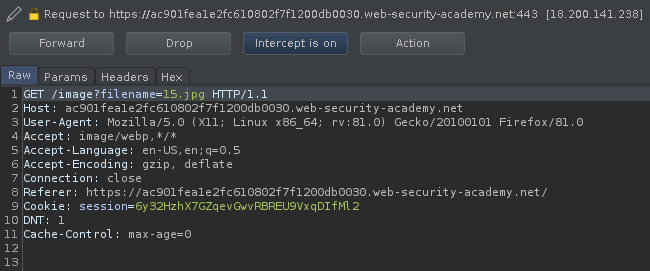 Request to https://ac901fea1e2fc610802f7f1200db0030.web-security-academy.net:443 [18.200.141.238]
Forward Drop Intercept is on Action
Raw Params Headers Hex
1 GET /image?filename=15.jpg HTTP/1.1
2 Host: ac901fea1e2fc610802f7f1200db0030.web-security-academy.net
3 User-Agent: Mozilla/5.0 (X11; Linux x86_64; rv:81.0) Gecko/20100101 Firefox/81.0
4 Accept: image/webp,*/*
5 Accept-Language: en-US,en;q=0.5
6 Accept-Encoding: gzip, deflate
7 Connection: close
8 Referer: https://ac901fea1e2fc610802f7f1200db0030.web-security-academy.net/
9 Cookie: session=6y32HzhX7GZqevGwvRBREU9VxqDIfMl2
10 DNT: 1
11 Cache-Control: max-age=0
12
13